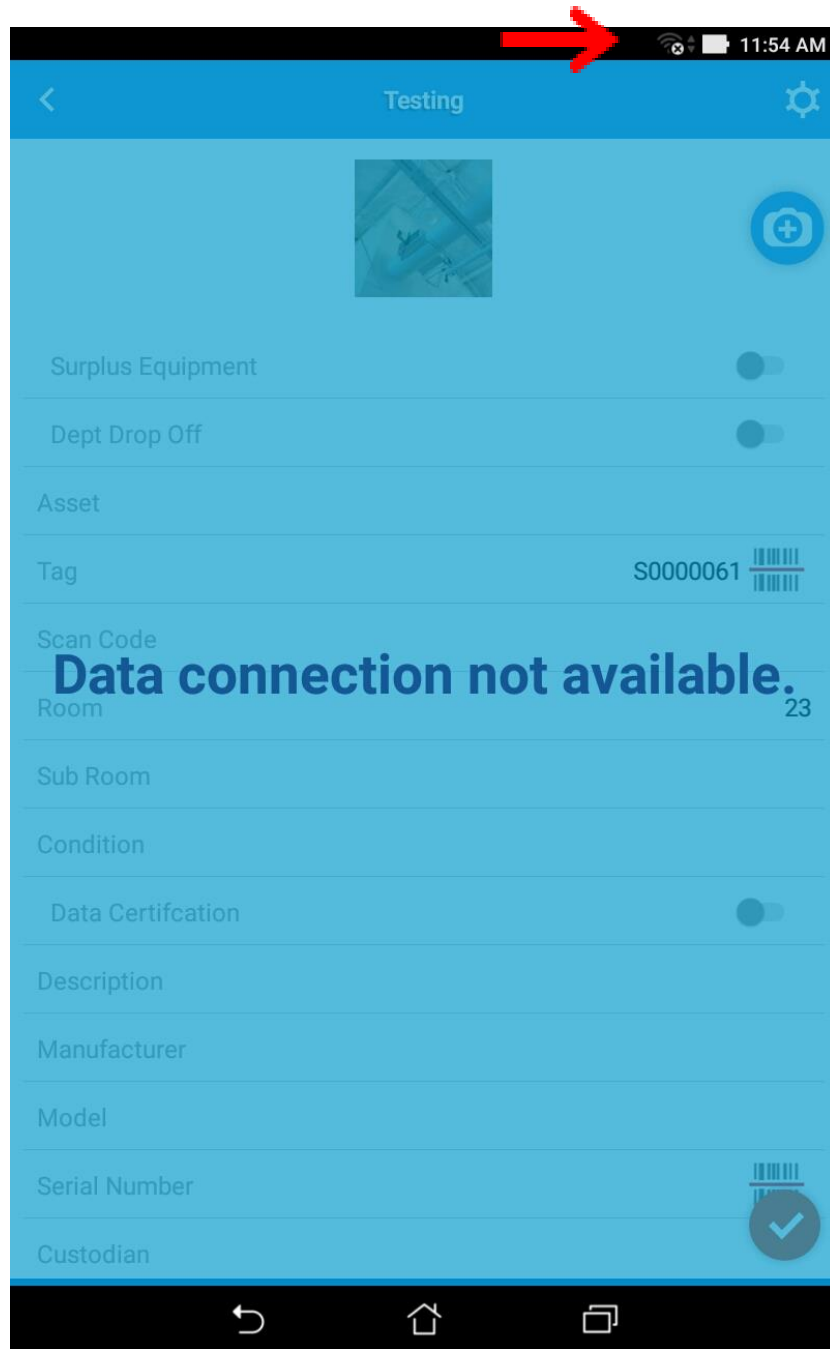 11:54 AM
Testing
Surplus Equipment
Dept Drop Off
Asset
Tag S0000061
Scan Code
Data connection not available.
Room 23
Sub Room
Condition
Data Certifcation
Description
Manufacturer
Model
Serial Number
Custodian